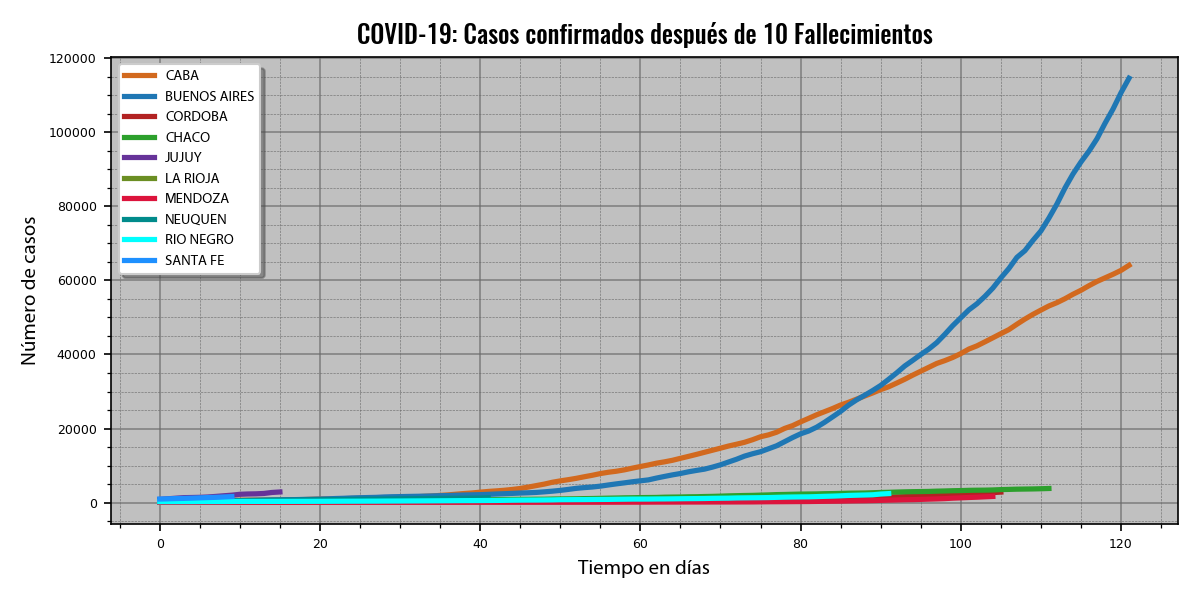 COVID-19: Casos confirmados después de 10 Fallecimientos
120000
100000
80000
60000
40000
20000
0
Número de casos
CABA
BUENOS AIRES
CORDOBA
CHACO
JUJUY
LA RIOJA
MENDOZA
NEUQUEN
RIO NEGRO
SANTA FE
0 20 40 60 80 100 120
Tiempo en días